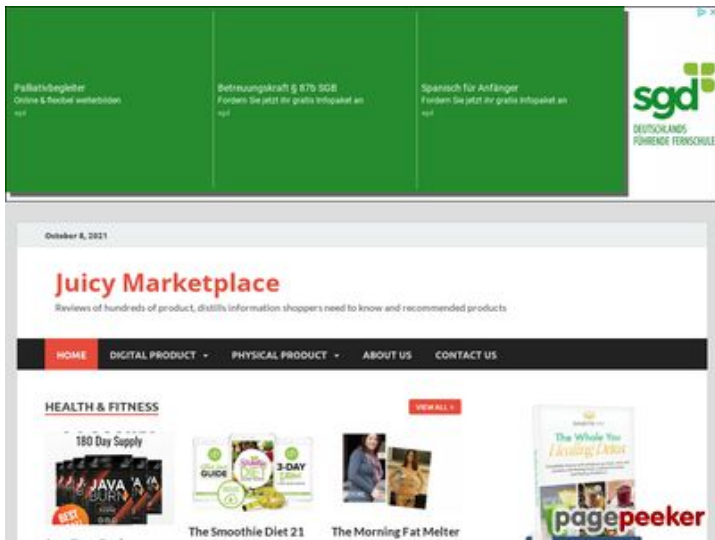 Palliativbegleiter
Online & flexibel weiterbilden
sgd
Betreuungskraft § 87b SGB
Fordern Sie jetzt ihr gratis Infopaket an
sgd
Spanisch für Anfänger
Fordern Sie jetzt ihr gratis Infopaket an
sgd
sgd
DEUTSCHLANDS
FÜHRENDE FERNSCHULE
October 8, 2021
Juicy Marketplace
Reviews of hundreds of product, distills information shoppers need to know and recommended products
HOME
DIGITAL PRODUCT
PHYSICAL PRODUCT
ABOUT US
CONTACT US
HEALTH & FITNESS
VIEW ALL
180 Day Supply
JAVA
BURN
BEST
GUIDE
Smoothie
DIET
3-DAY
The Whole You
Healing Detox
The Smoothie Diet 21
The Morning Fat Melter
pagepeeker